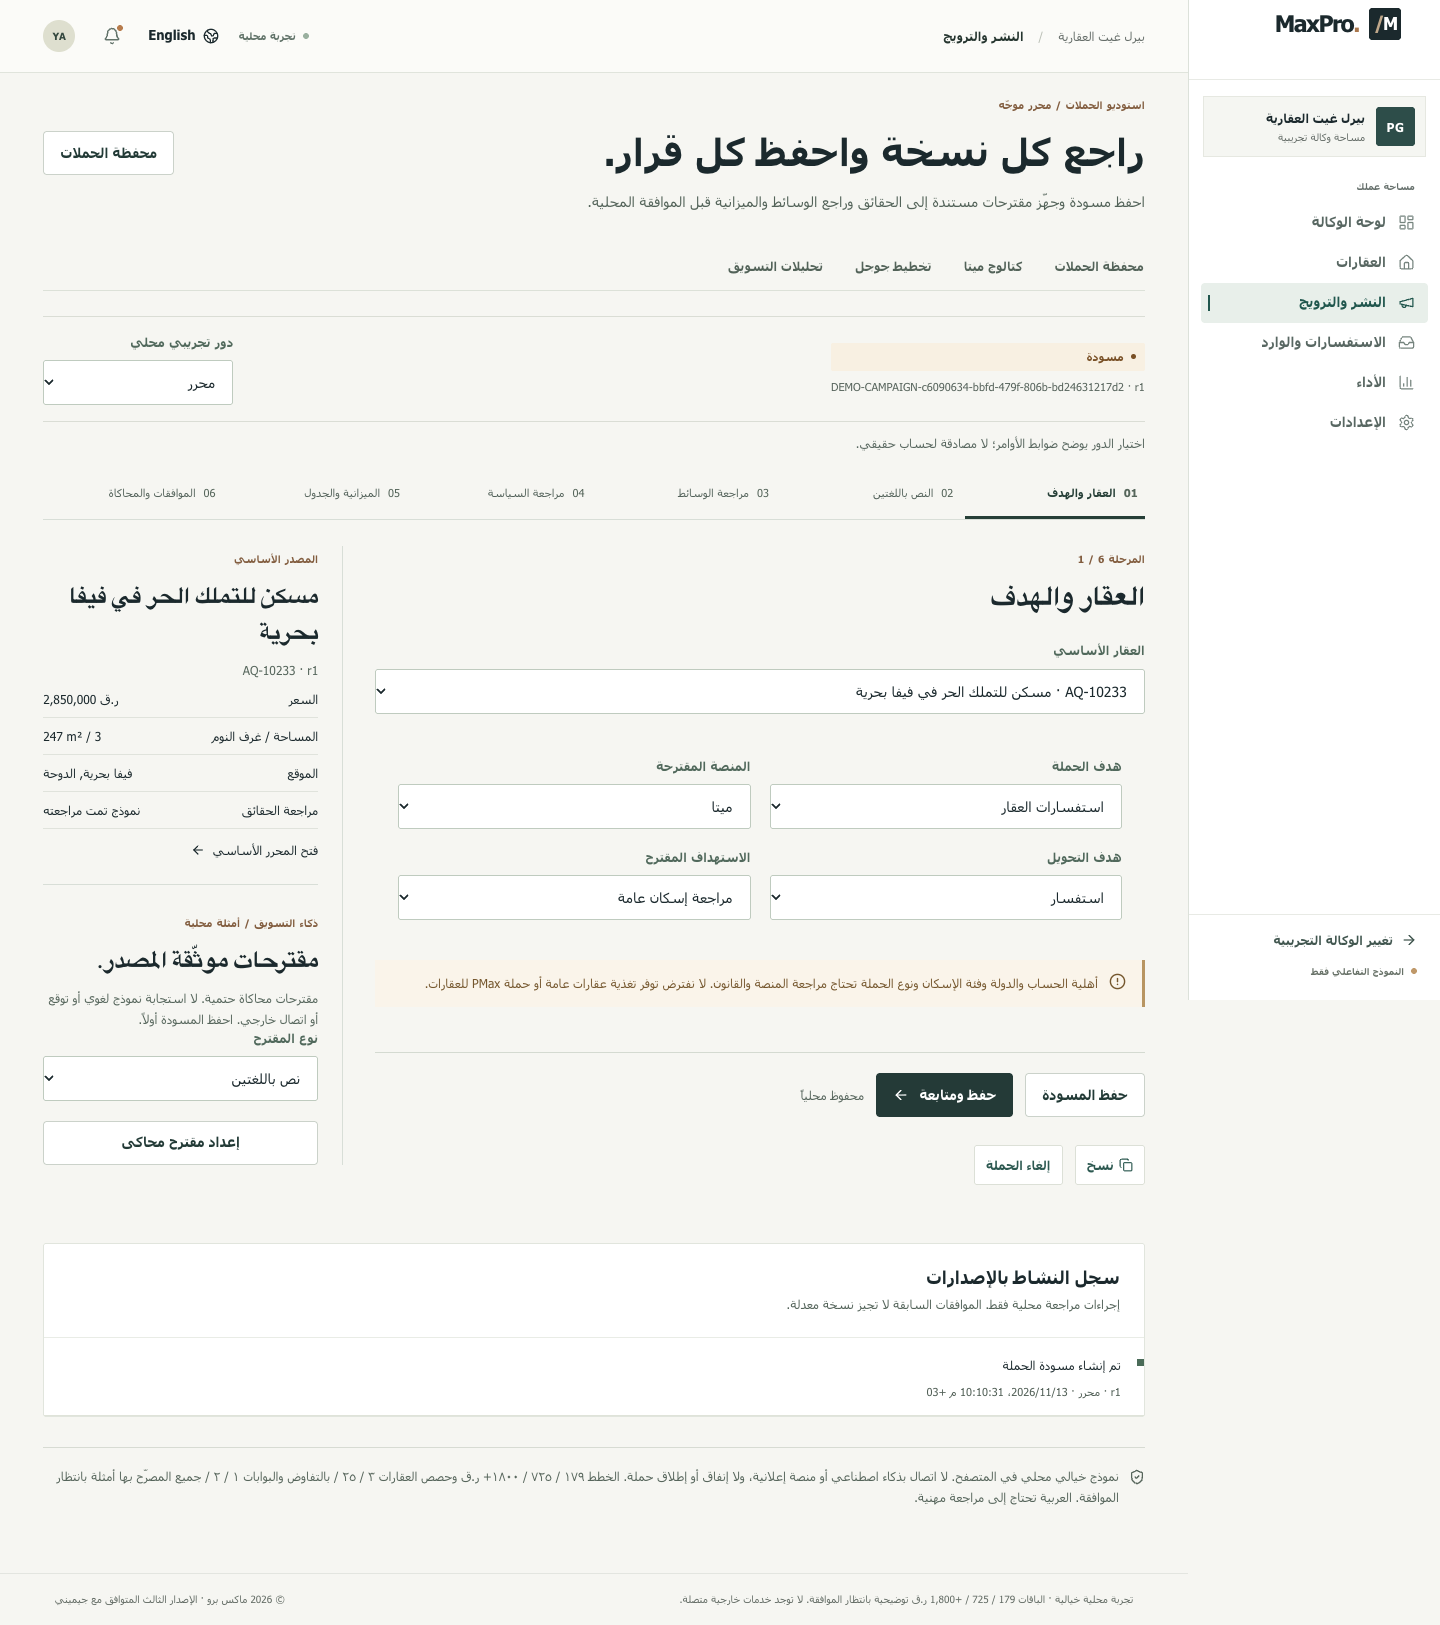 MaxPro.
/M
PG
بيرل غيت العقارية
مساحة وكالة تجريبية
مساحة عملك
لوحة الوكالة
العقارات
النشر والترويج
الاستفسارات والوارد
الأداء
الإعدادات
تغيير الوكالة التجريبية
النموذج التفاعلي فقط
بيرل غيت العقارية / النشر والترويج
تجربة محلية
English
YA
استوديو الحملات / محرر موجّه
راجع كل نسخة واحفظ كل قرار.
احفظ مسودة وجهّز مقترحات مستندة إلى الحقائق وراجع الوسائط والميزانية قبل الموافقة المحلية.
محفظة الحملات
محفظة الحملات
كتالوج ميتا
تخطيط جوجل
تحليلات التسويق
مسودة
DEMO-CAMPAIGN-c6090634-bbfd-479f-806b-bd24631217d2 · r1
دور تجريبي محلي
محرر
اختيار الدور يوضح ضوابط الأوامر؛ لا مصادقة لحساب حقيقي.
01 العقار والهدف
02 النص باللغتين
03 مراجعة الوسائط
04 مراجعة السياسة
05 الميزانية والجدول
06 الموافقات والمحاكاة
المرحلة 6 / 1
العقار والهدف
العقار الأساسي
AQ-10233 · مسكن للتملك الحر في فيفا بحرية
هدف الحملة
استفسارات العقار
المنصة المقترحة
ميتا
هدف التحويل
استفسار
الاستهداف المقترح
مراجعة إسكان عامة
أهلية الحساب والدولة وفئة الإسكان ونوع الحملة تحتاج مراجعة المنصة والقانون. لا نفترض توفر تغذية عقارات عامة أو حملة PMax للعقارات.
حفظ المسودة
حفظ ومتابعة
محفوظ محلياً
نسخ
إلغاء الحملة
المصدر الأساسي
مسكن للتملك الحر في فيفا
بحرية
AQ-10233 · r1
السعر
2,850,000 ر.ق
المساحة / غرف النوم
247 m² / 3
الموقع
فيفا بحرية, الدوحة
مراجعة الحقائق
نموذج تمت مراجعته
فتح المحرر الأساسي
ذكاء التسويق / أمثلة محلية
مقترحات موثّقة المصدر.
مقترحات محاكاة حتمية. لا استجابة نموذج لغوي أو توقع
أو اتصال خارجي. احفظ المسودة أولاً.
نوع المقترح
نص باللغتين
إعداد مقترح محاكى
سجل النشاط بالإصدارات
إجراءات مراجعة محلية فقط. الموافقات السابقة لا تجيز نسخة معدلة.
تم إنشاء مسودة الحملة
r1 · محرر · 2026/11/13، 10:10:31 م +03
نموذج خيالي محلي في المتصفح. لا اتصال بذكاء اصطناعي أو منصة إعلانية، ولا إنفاق أو إطلاق حملة. الخطط ١٧٩ / ٧٢٥ / ١٨٠٠+ ر.ق وحصص العقارات ٣ / ٢٥ / بالتفاوض والبوابات ١ / ٢ / جميع المصرّح بها أمثلة بانتظار
الموافقة. العربية تحتاج إلى مراجعة مهنية.
تجربة محلية خيالية · الباقات 179 / 725 / +1,800 ر.ق توضيحية بانتظار الموافقة. لا توجد خدمات خارجية متصلة.
© 2026 ماكس برو · الإصدار الثالث المتوافق مع جيميني